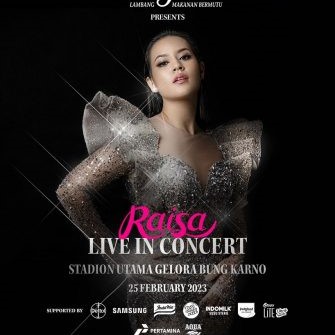 LAMBANG MAKANAN BERMUTU
PRESENTS
Raisa
LIVE IN CONCERT
STADION UTAMA GELORA BUNG KARNO
25 FEBRUARY 2023
SUPPORTED BY
Dettol
SAMSUNG
INDOMILK
PERTAMINA
AQUA